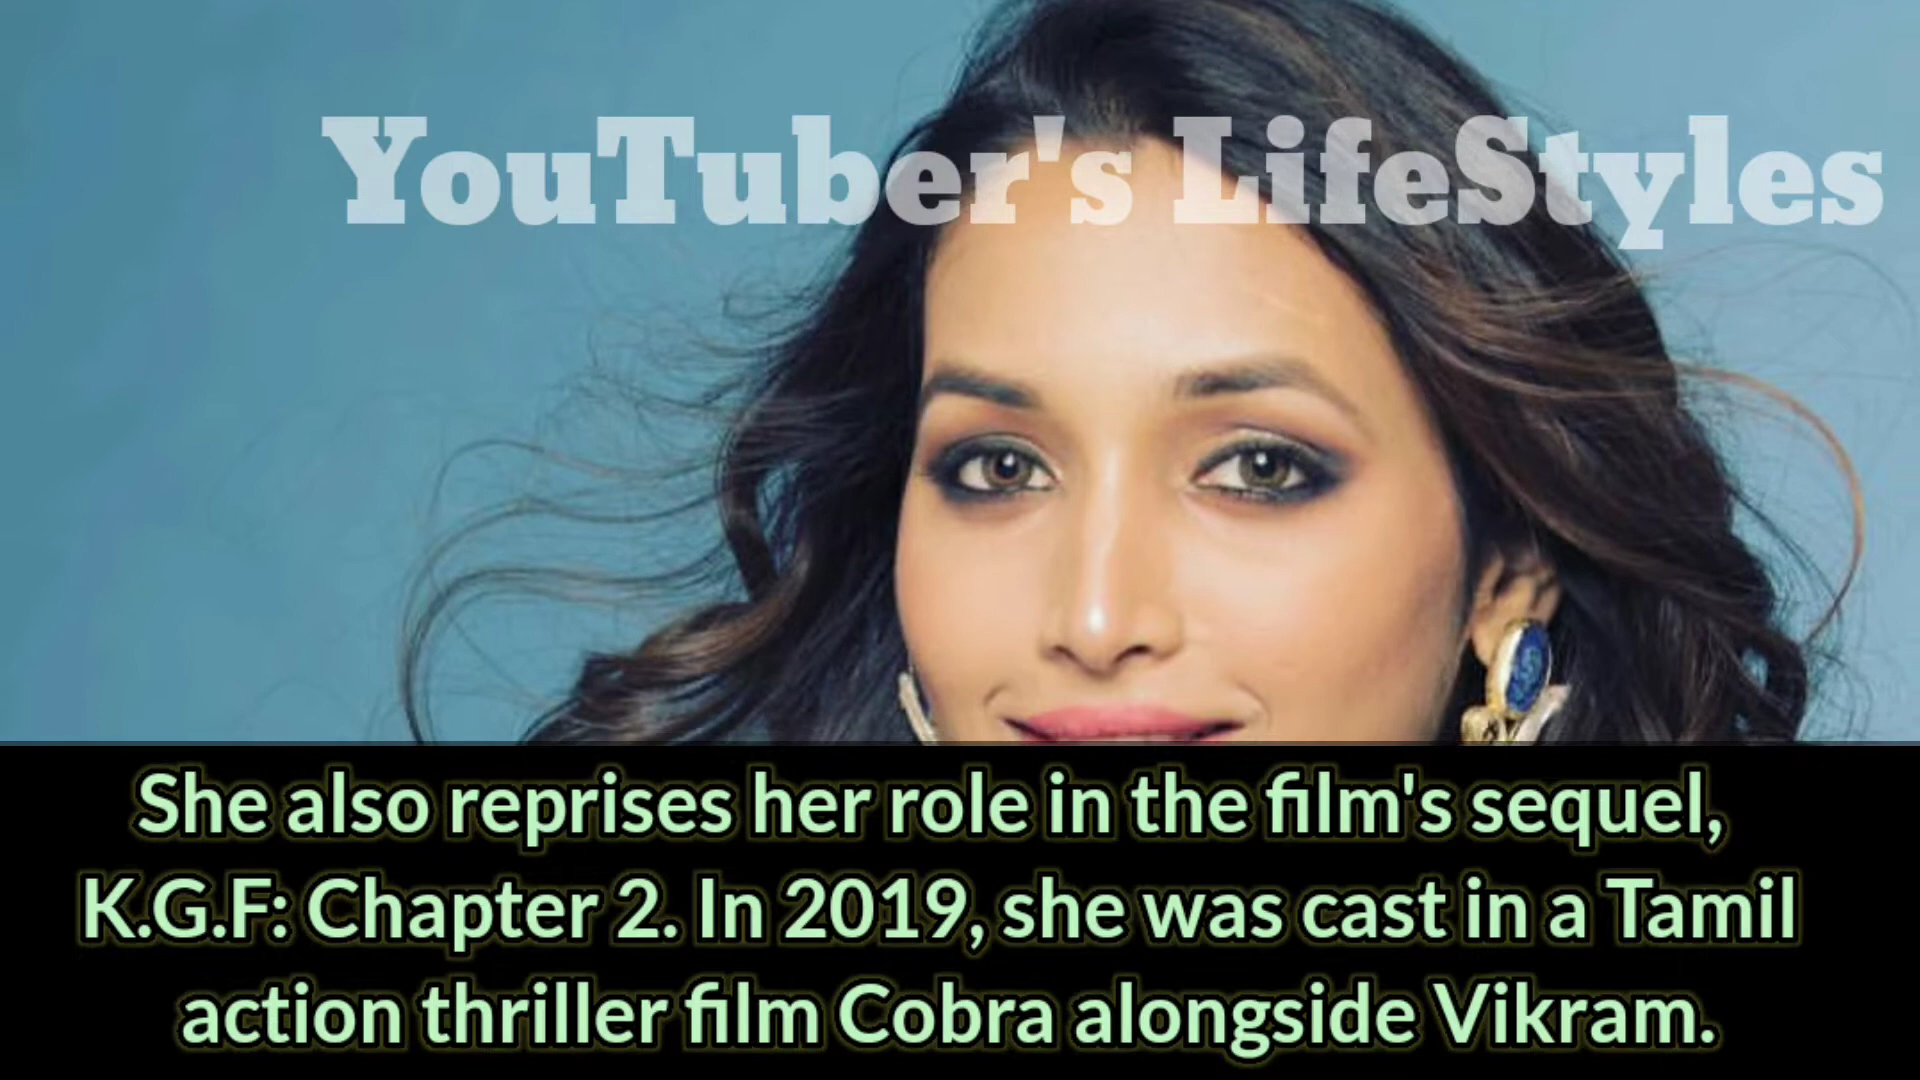 YouTuber's LifeStyles
She also reprises her role in the film's sequel,
K.G.F: Chapter 2. In 2019, she was cast in a Tamil
action thriller film Cobra alongside Vikram.